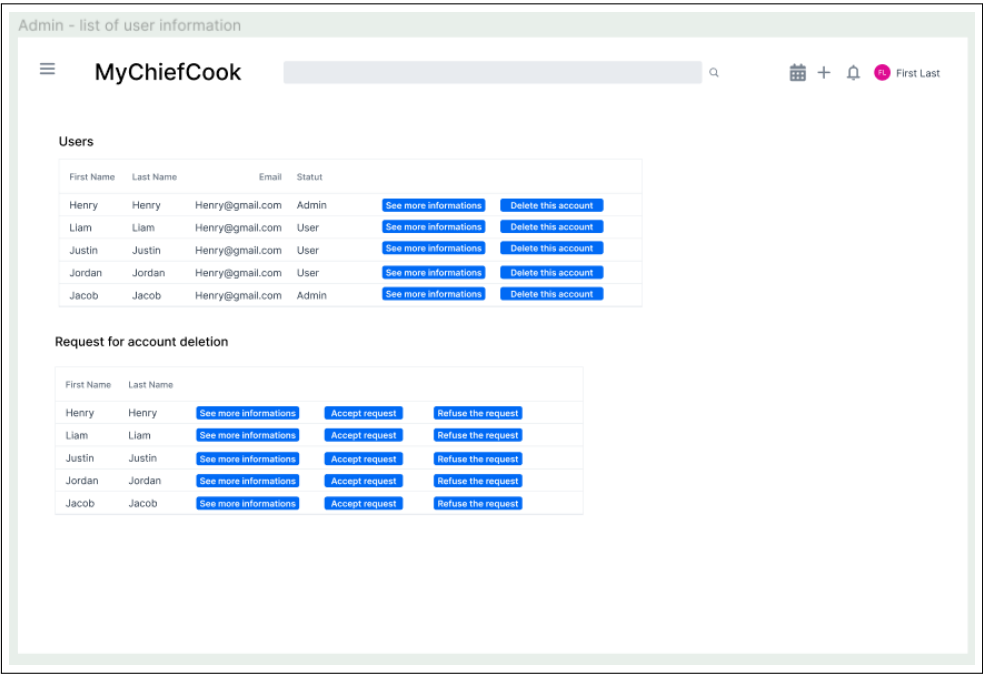 Admin - list of user information
MyChiefCook FL First Last
Users
First Name Last Name Email Statut
Henry Henry Henry@gmail.com Admin See more informations Delete this account
Liam Liam Henry@gmail.com User See more informations Delete this account
Justin Justin Henry@gmail.com User See more informations Delete this account
Jordan Jordan Henry@gmail.com User See more informations Delete this account
Jacob Jacob Henry@gmail.com Admin See more informations Delete this account
Request for account deletion
First Name Last Name
Henry Henry See more informations Accept request Refuse the request
Liam Liam See more informations Accept request Refuse the request
Justin Justin See more informations Accept request Refuse the request
Jordan Jordan See more informations Accept request Refuse the request
Jacob Jacob See more informations Accept request Refuse the request